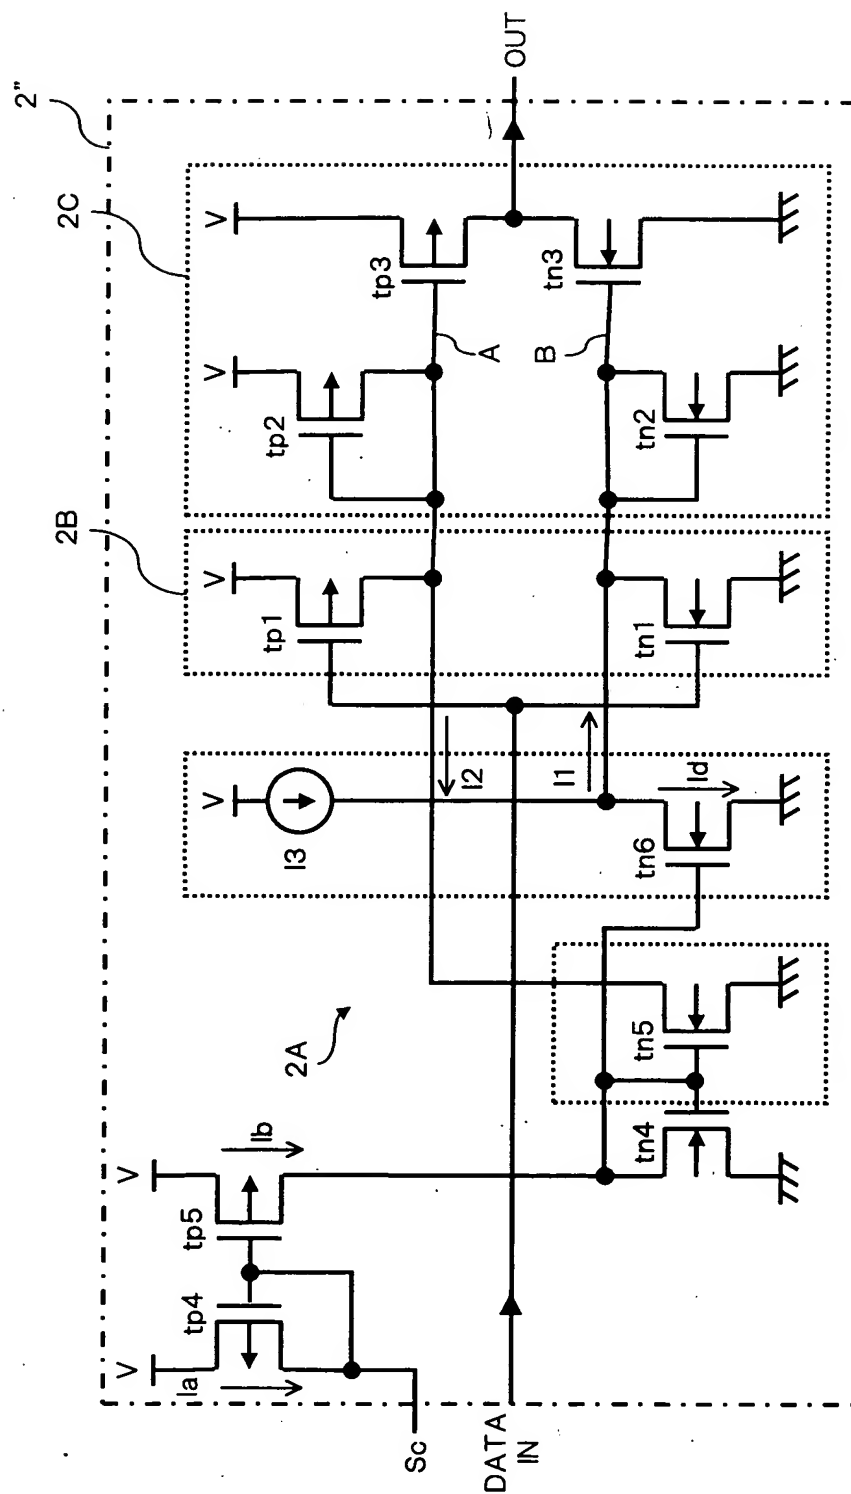 2"
2C
2B
2A
V
V
V
V
V
V
OUT
tp3
tp2
tp1
A
B
tn3
tn2
tn1
I2
I1
I3
Id
tn6
tn5
tn4
Ib
tp5
tp4
Ia
Sc
DATA
IN